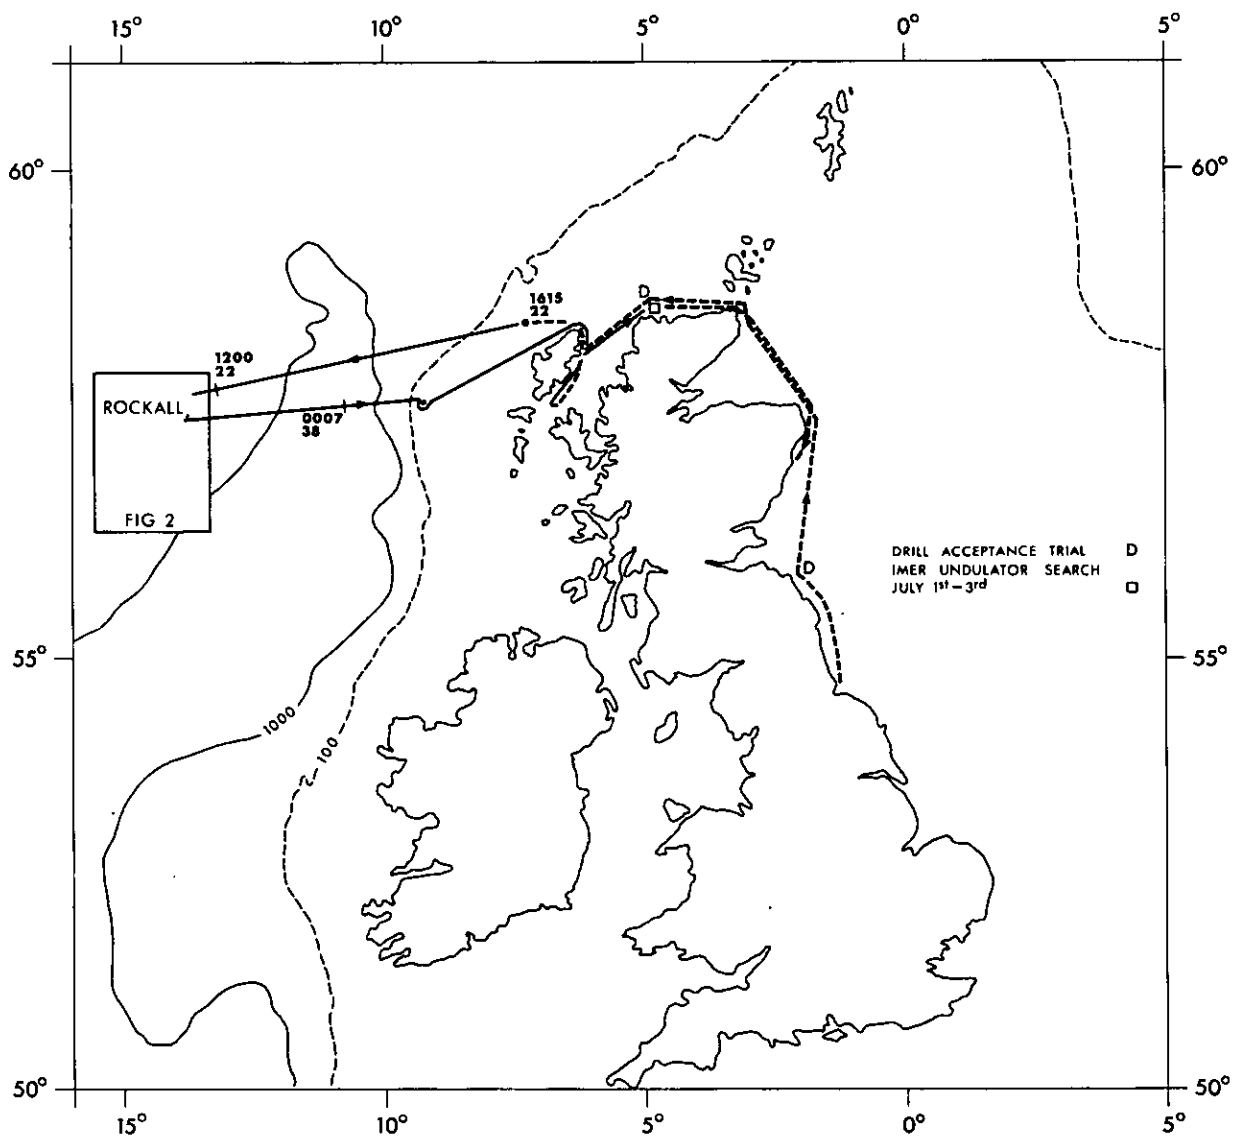 15° 10° 5° 0° 5°
60° 60°
1615
22
D
1200
22
ROCKALL
0007
38
FIG 2
DRILL ACCEPTANCE TRIAL D
IMER UNDULATOR SEARCH
JULY 1st–3rd
D
55° 55°
1000
100
50° 50°
15° 10° 5° 0° 5°